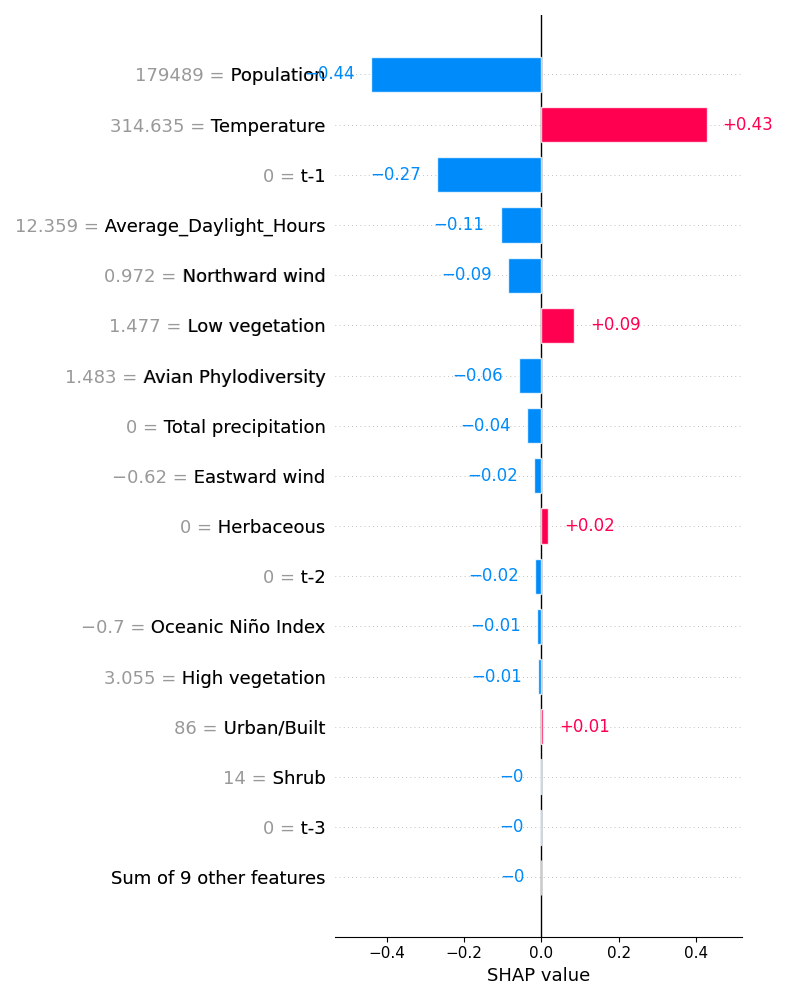 179489 = Population −0.44
314.635 = Temperature +0.43
0 = t-1 −0.27
12.359 = Average_Daylight_Hours −0.11
0.972 = Northward wind −0.09
1.477 = Low vegetation +0.09
1.483 = Avian Phylodiversity −0.06
0 = Total precipitation −0.04
−0.62 = Eastward wind −0.02
0 = Herbaceous +0.02
0 = t-2 −0.02
−0.7 = Oceanic Niño Index −0.01
3.055 = High vegetation −0.01
86 = Urban/Built +0.01
14 = Shrub −0
0 = t-3 −0
Sum of 9 other features −0
−0.4 −0.2 0.0 0.2 0.4
SHAP value